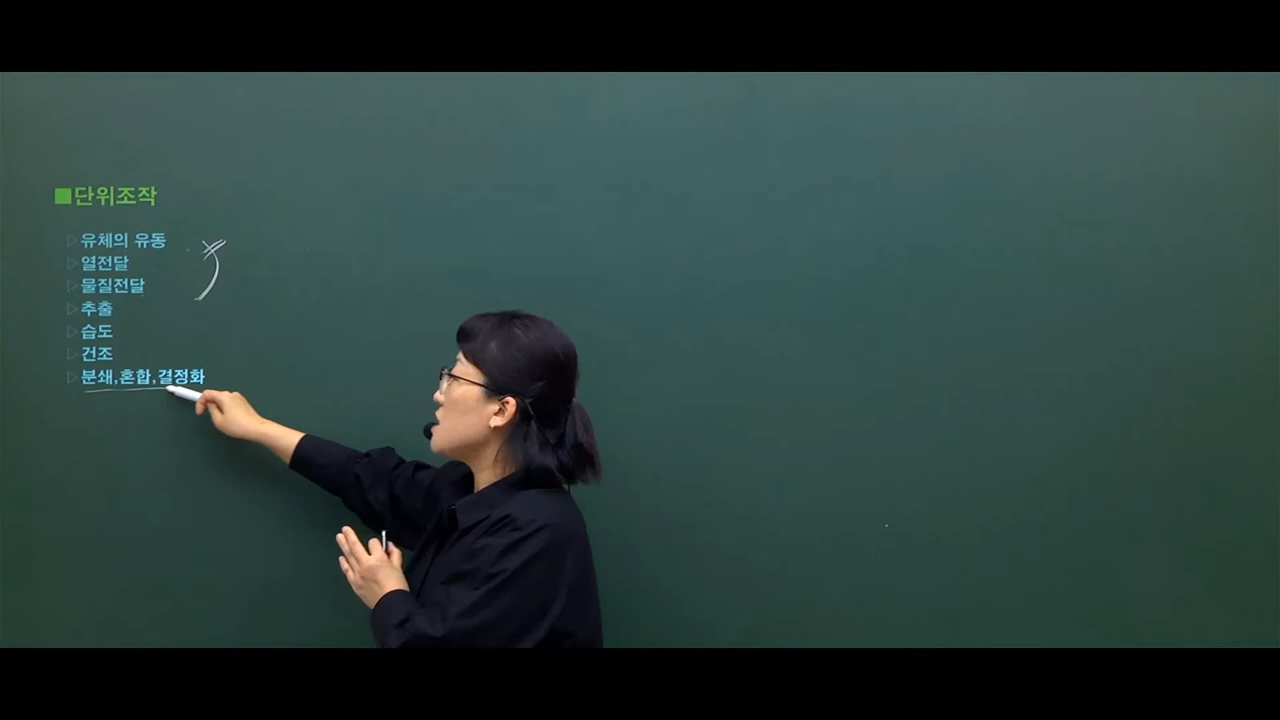 ■단위조작
▷유체의 유동
▷열전달
▷물질전달
▷추출
▷습도
▷건조
▷분쇄,혼합,결정화